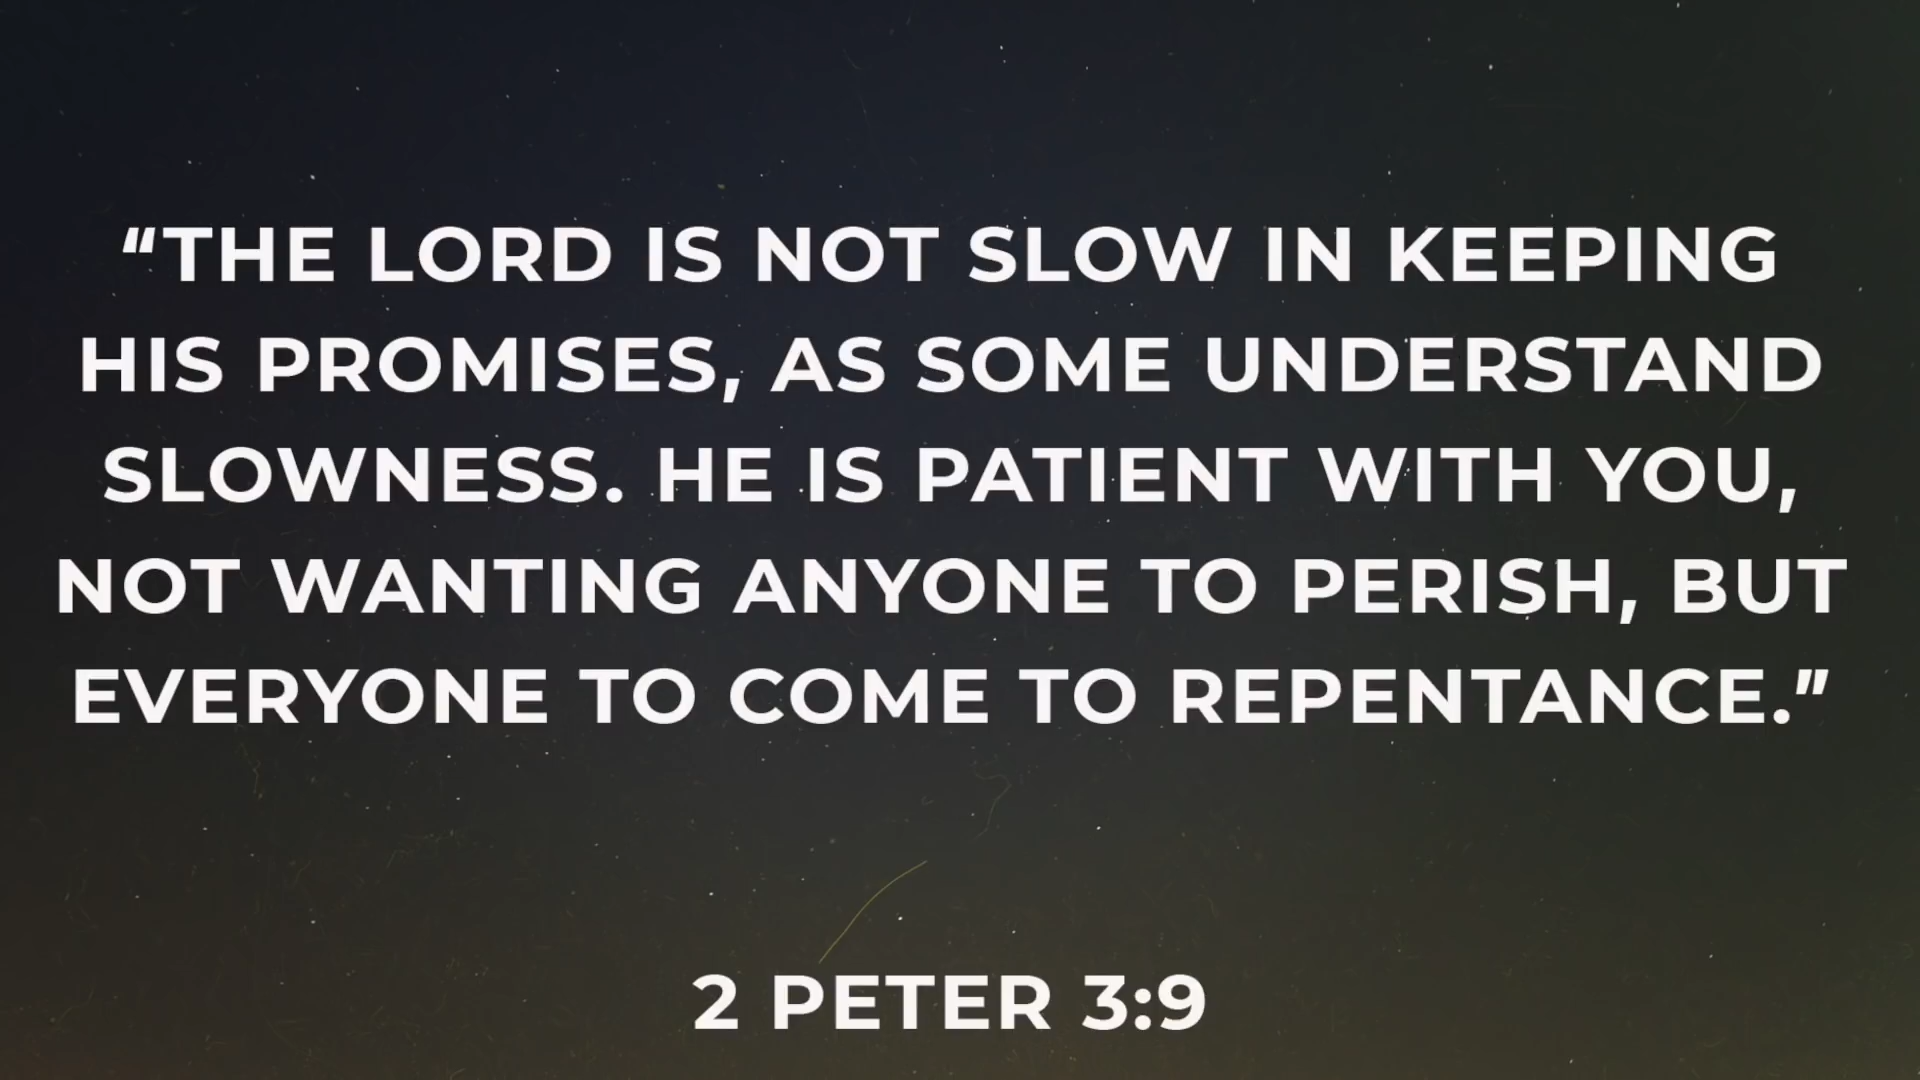 “THE LORD IS NOT SLOW IN KEEPING
HIS PROMISES, AS SOME UNDERSTAND
SLOWNESS. HE IS PATIENT WITH YOU,
NOT WANTING ANYONE TO PERISH, BUT
EVERYONE TO COME TO REPENTANCE.”
2 PETER 3:9